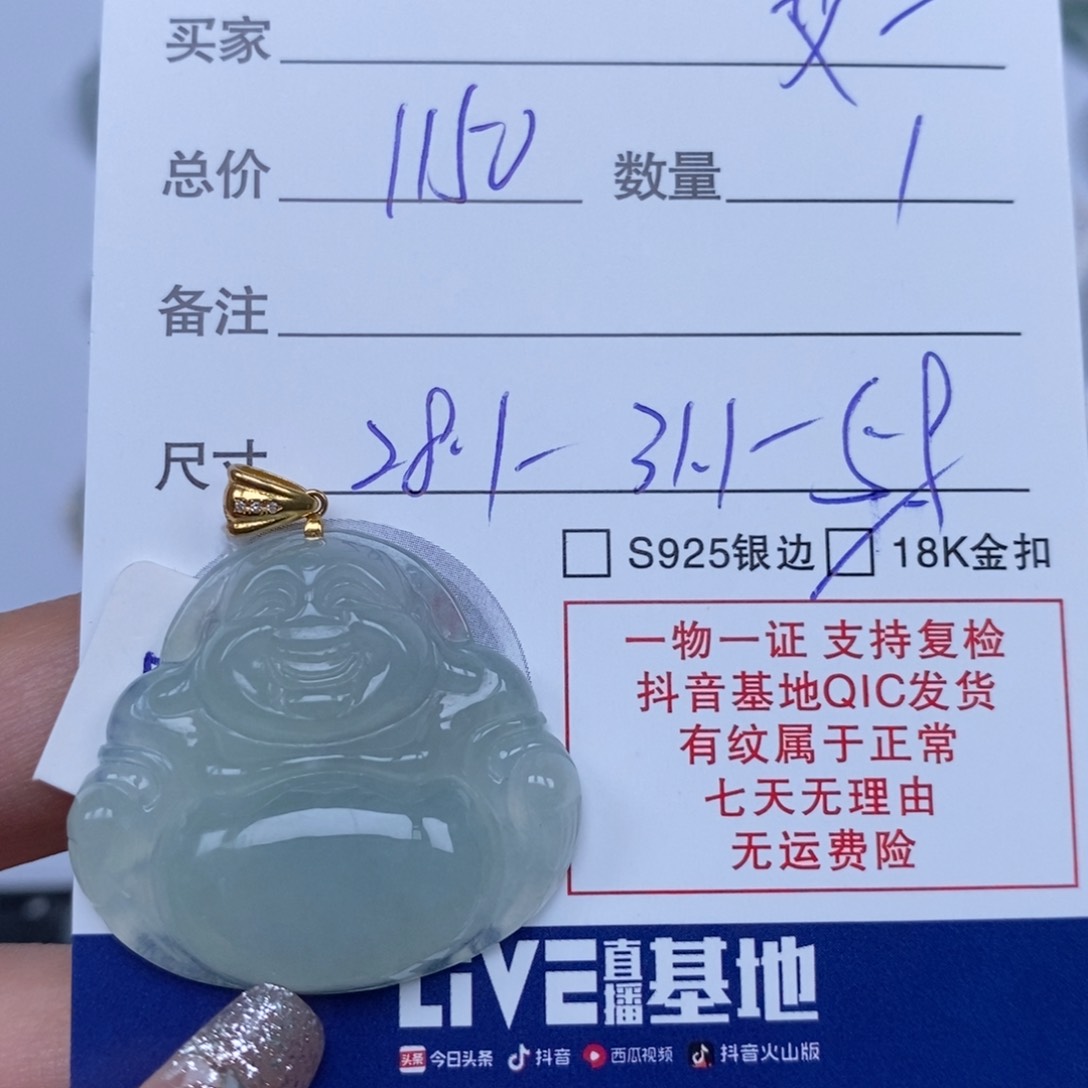 买家
总价 1150 数量 1
备注
尺寸 28.1- 31.1- 5.8
S925银边 18K金扣
一物一证 支持复检
抖音基地QIC发货
有纹属于正常
七天无理由
无运费险
LiVE直播基地
头条 今日头条 抖音 西瓜视频 抖音火山版